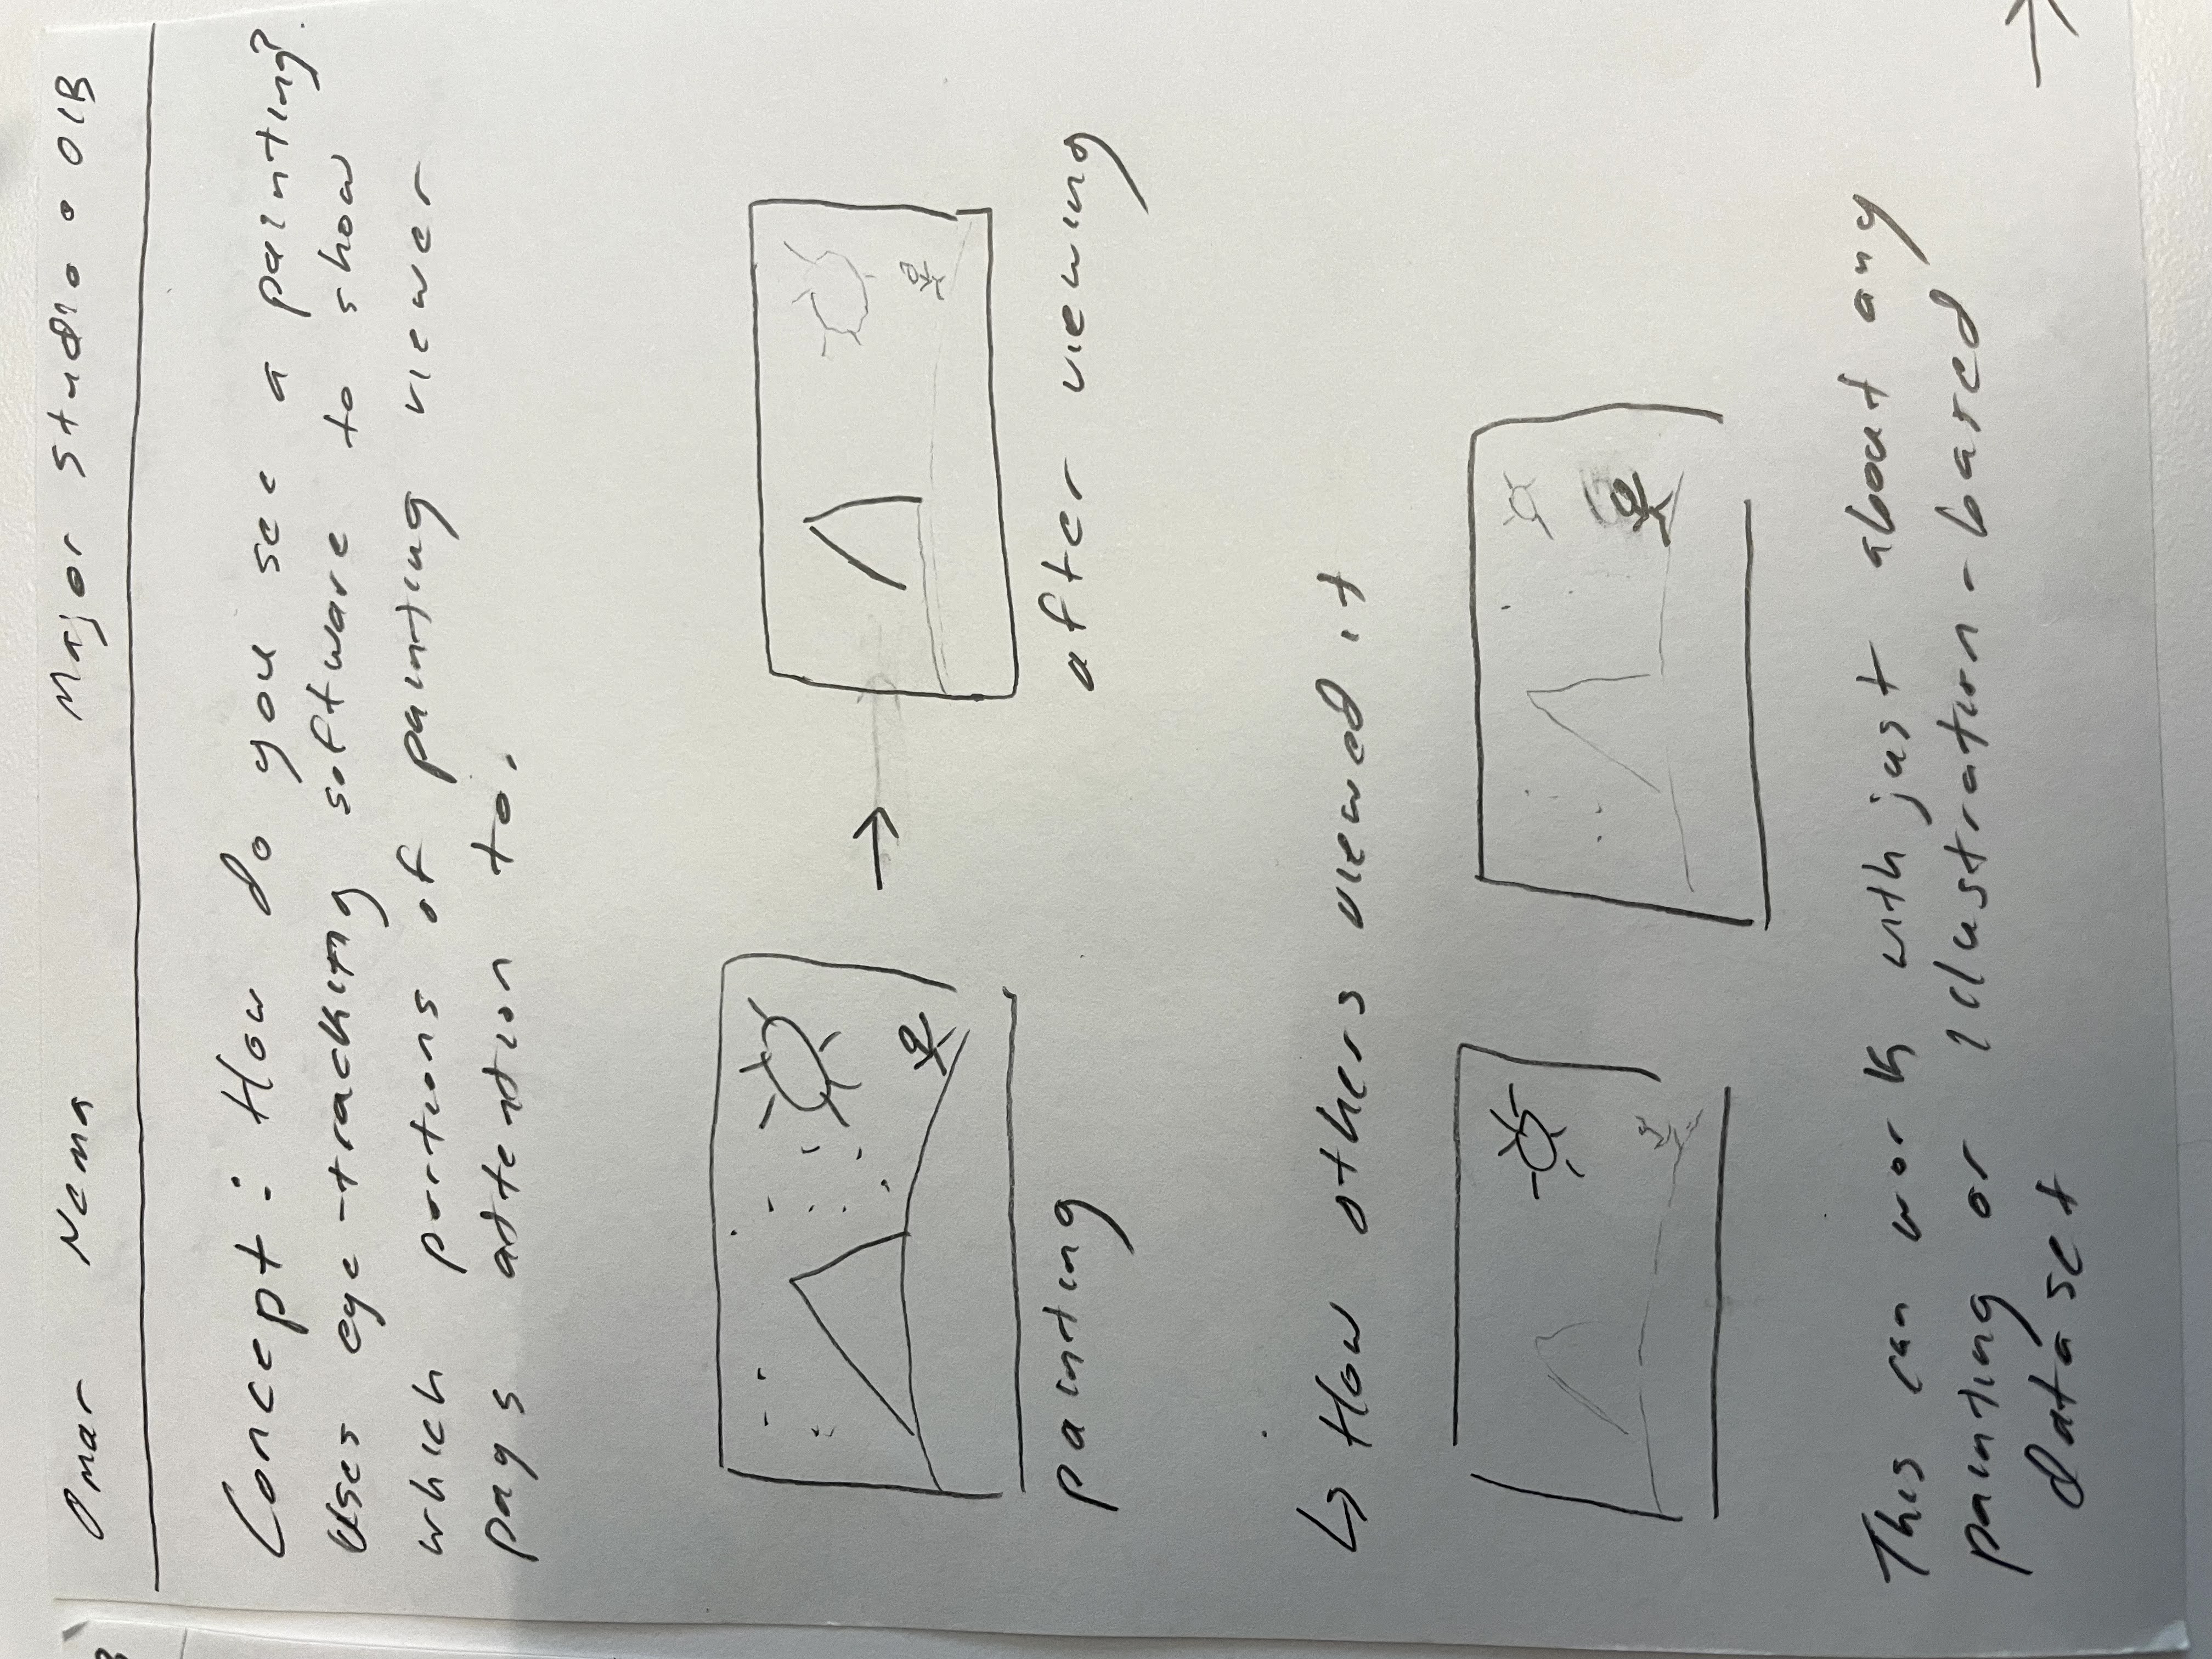 Omar Nema Major Studio • 01B
Concept: How do you see a painting?
Uses eye-tracking software to show
which portions of painting viewer
pays attention to.
painting
after viewing
↳ How others viewed it
This can work with just about any
painting or illustration-based
dataset